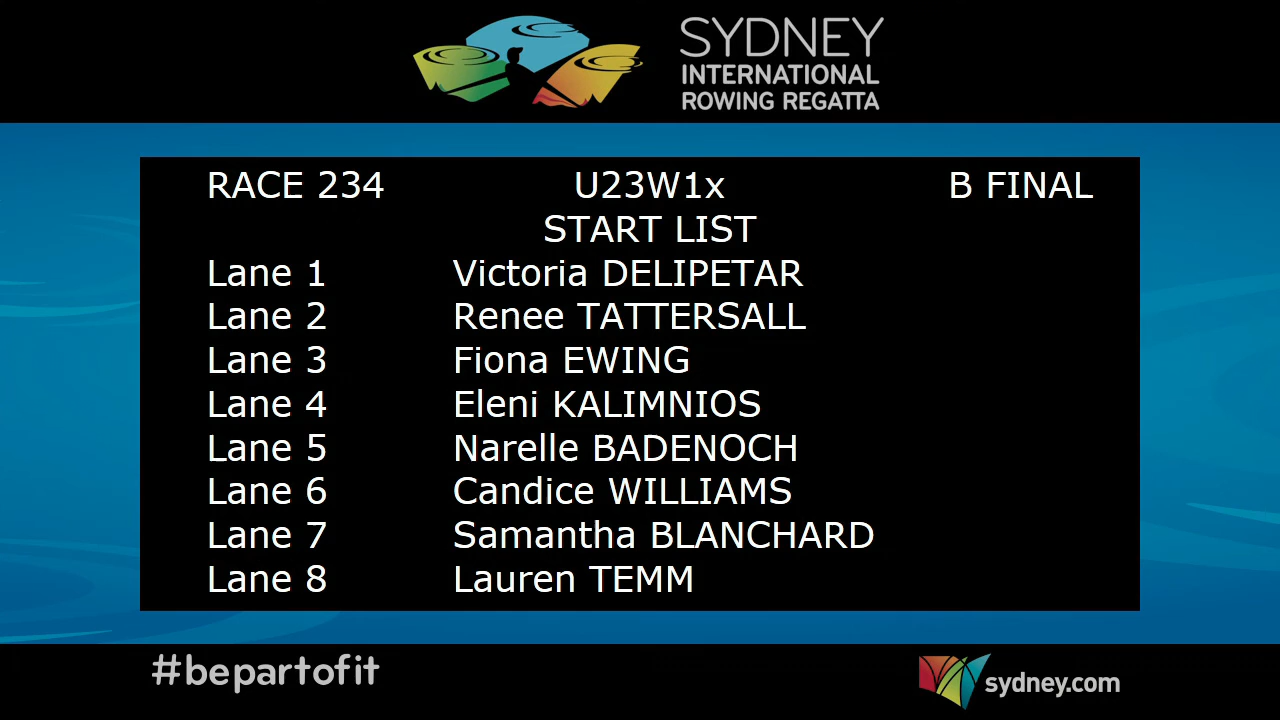 SYDNEY
INTERNATIONAL
ROWING REGATTA
RACE 234 U23W1x B FINAL
START LIST
Lane 1 Victoria DELIPETAR
Lane 2 Renee TATTERSALL
Lane 3 Fiona EWING
Lane 4 Eleni KALIMNIOS
Lane 5 Narelle BADENOCH
Lane 6 Candice WILLIAMS
Lane 7 Samantha BLANCHARD
Lane 8 Lauren TEMM
#bepartofit
sydney.com